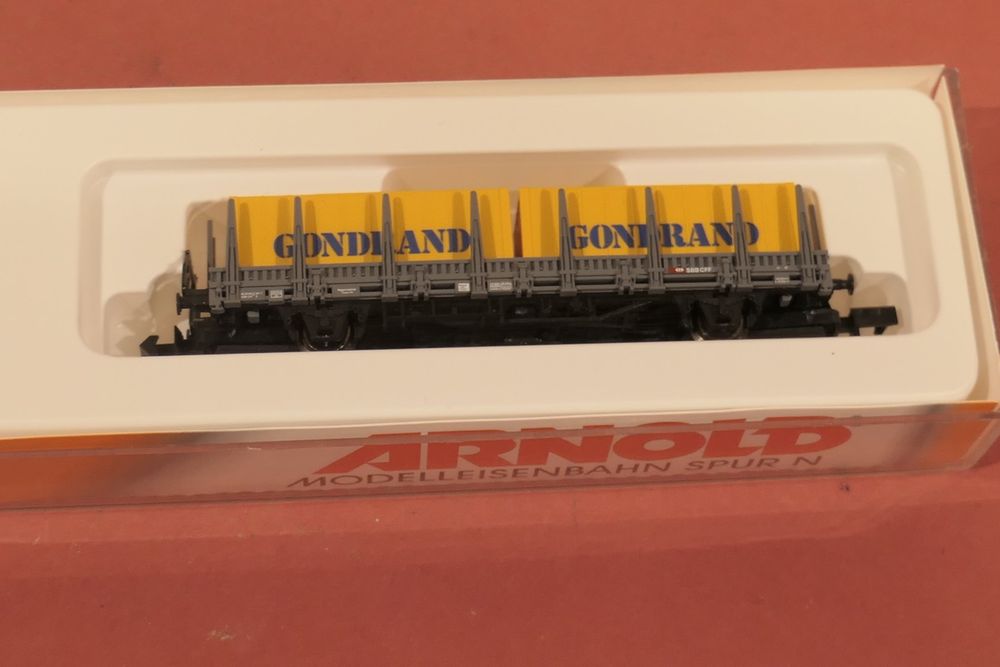 GONDRAND GONDRAND
SBB CFF
ARNOLD
MODELLEISENBAHN SPUR N